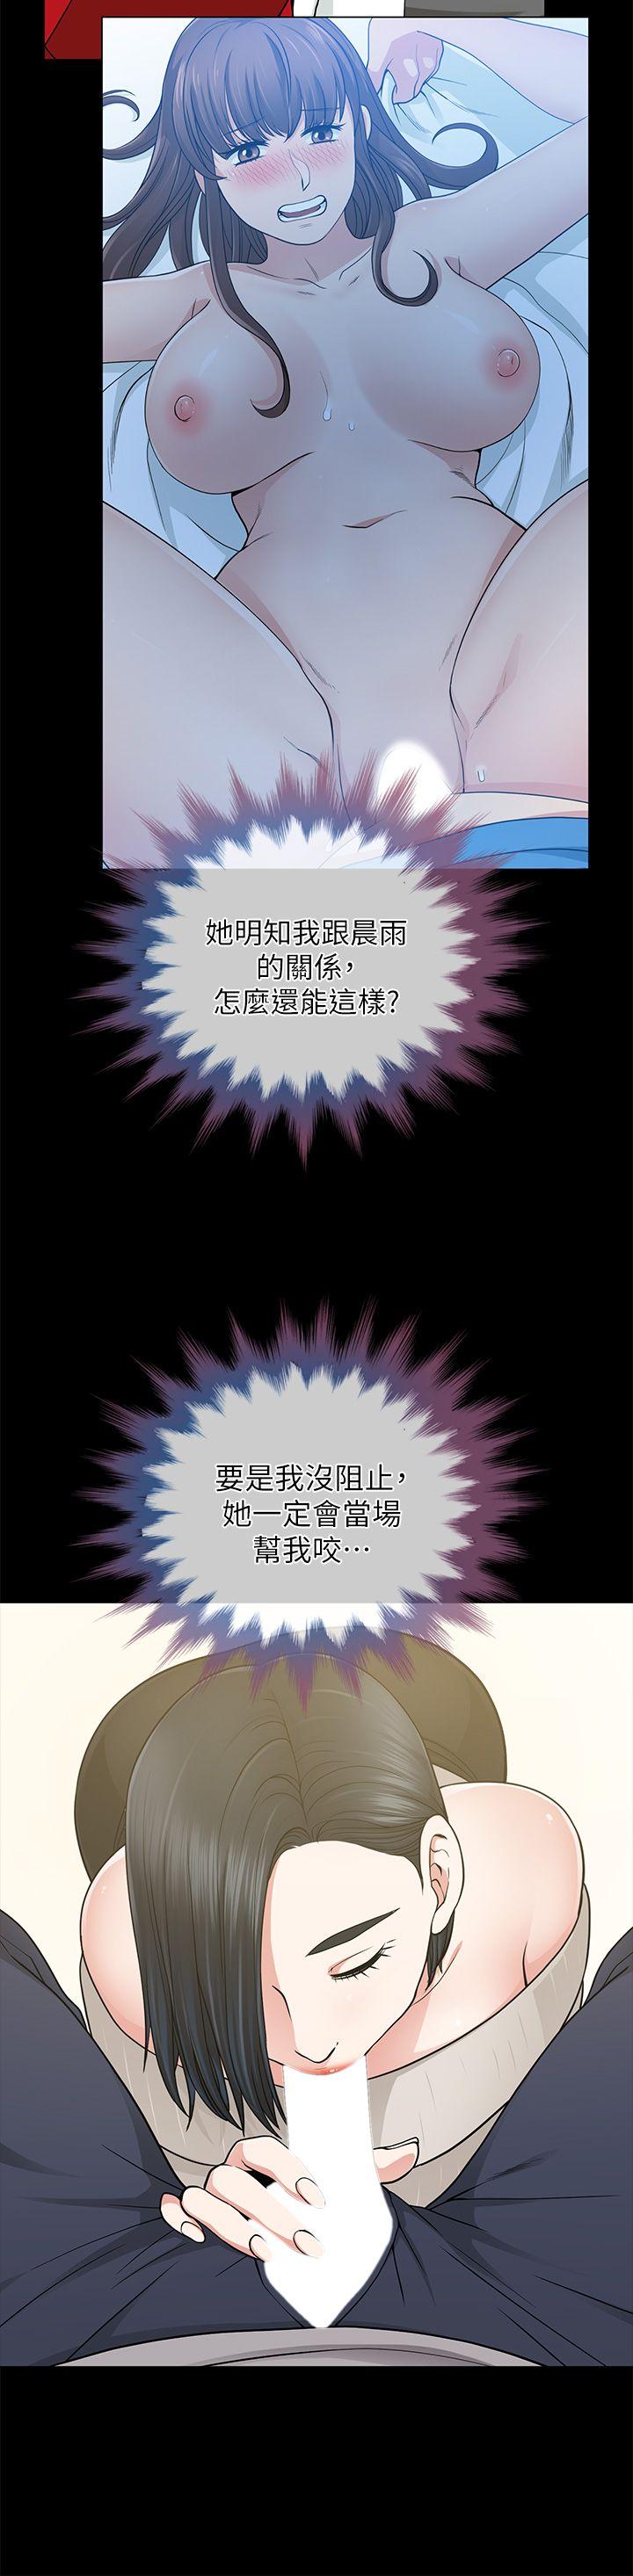 她明知我跟晨雨
的關係，
怎麼還能這樣？
要是我沒阻止，
她一定會當場
幫我咬…